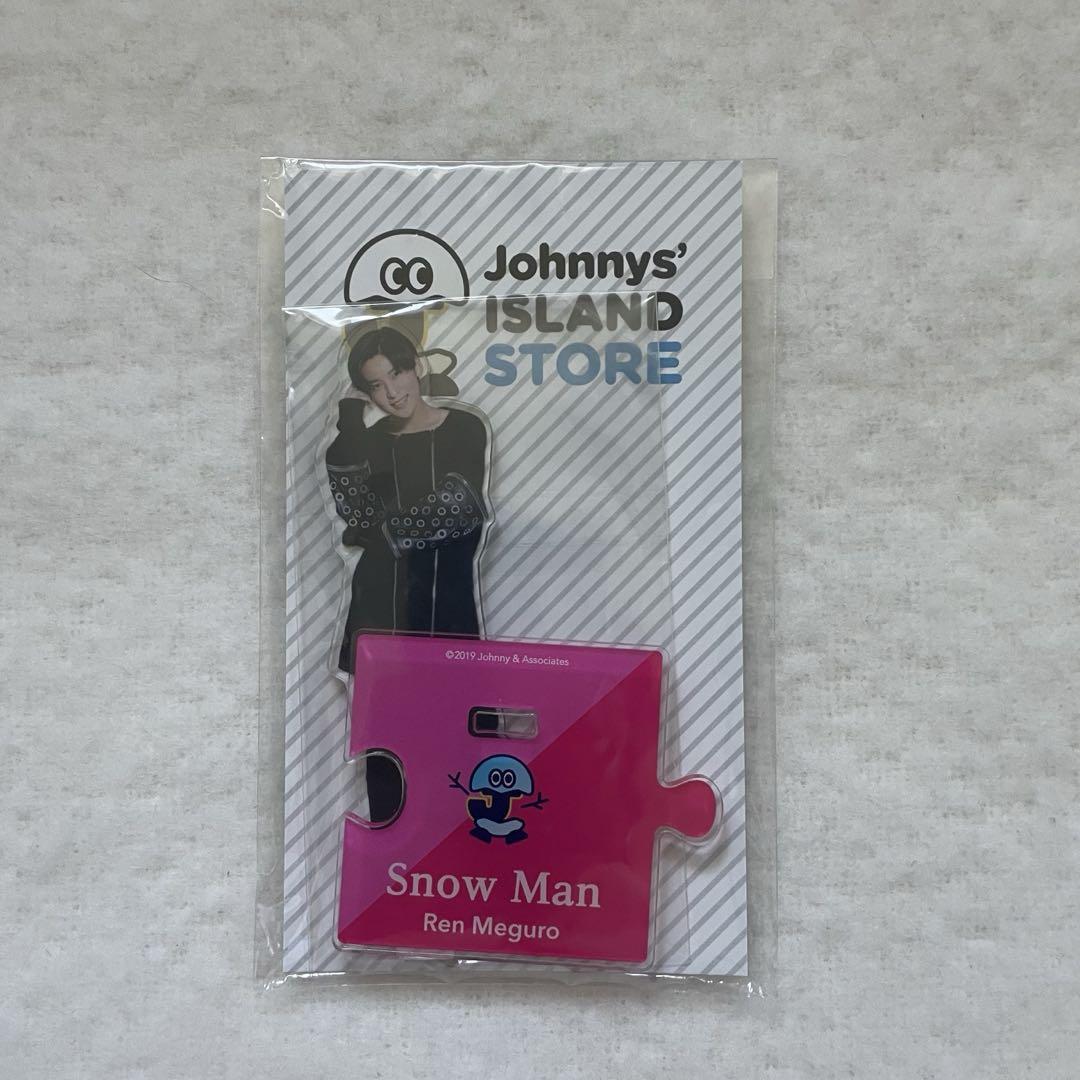 Johnnys'
ISLAND
STORE
©2019 Johnny & Associates
Snow Man
Ren Meguro